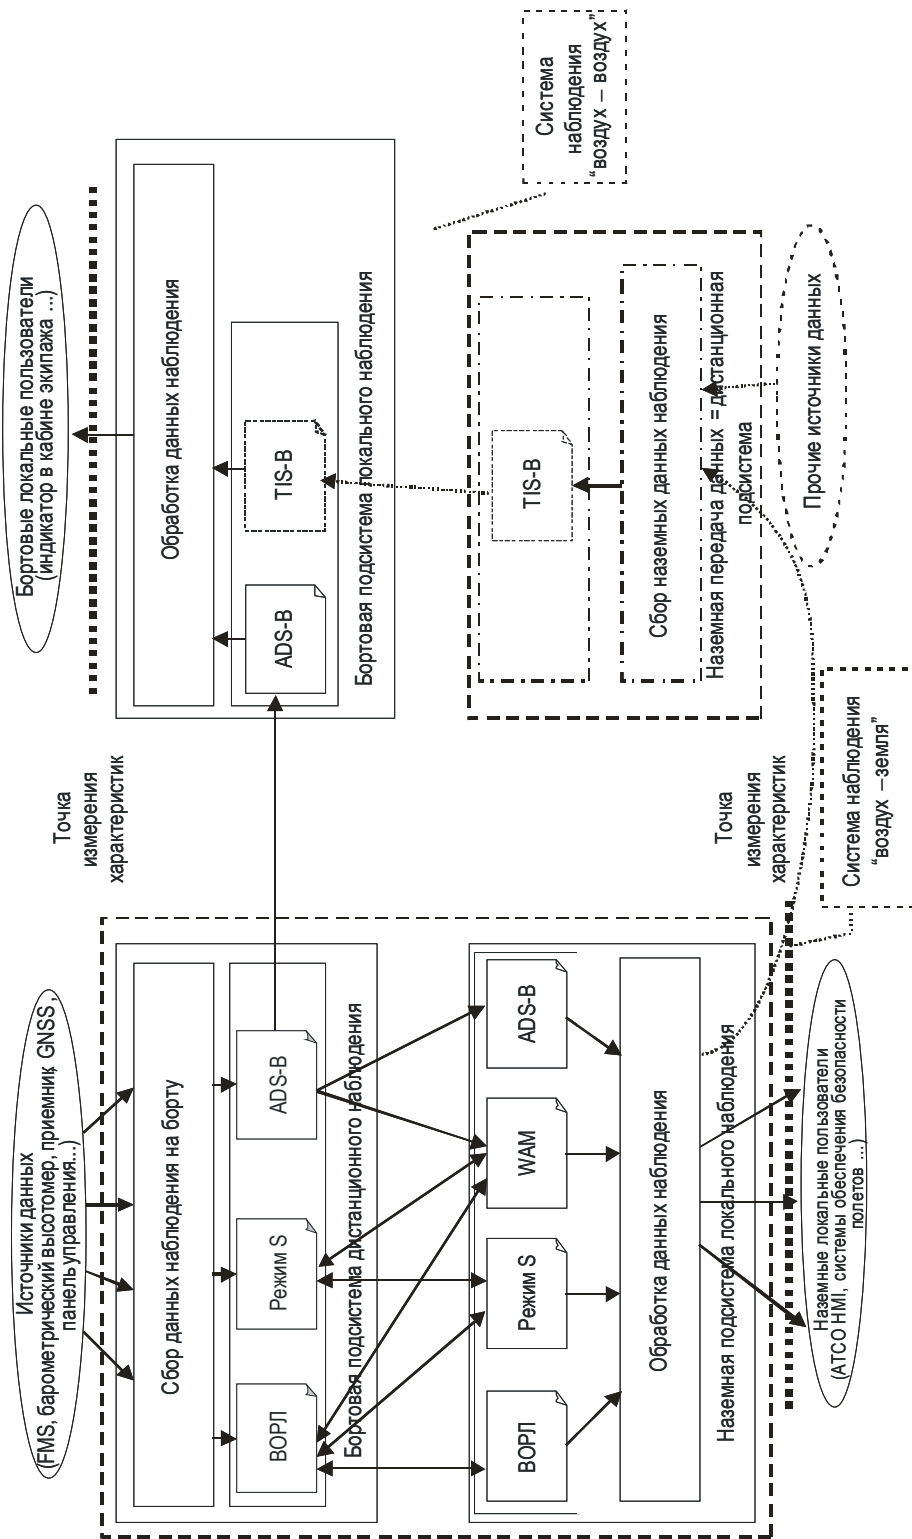 Источники данных
(FMS, барометрический высотомер, приемник GNSS,
панель управления...)
Сбор данных наблюдения на борту
ВОРЛ
Режим S
ADS-B
Бортовая подсистема дистанционного наблюдения
ВОРЛ
Режим S
WAM
ADS-B
Обработка данных наблюдения
Наземная подсистема локального наблюдения
Наземные локальные пользователи
(ATCO HMI, системы обеспечения безопасности
полетов ...)
Точка
измерения
характеристик
Точка
измерения
характеристик
Система наблюдения
“воздух –земля”
Бортовые локальные пользователи
(индикатор в кабине экипажа ...)
Обработка данных наблюдения
ADS-B
TIS-B
Бортовая подсистема локального наблюдения
TIS-B
Сбор наземных данных наблюдения
Наземная передача данных = дистанционная
подсистема
Прочие источники данных
Система
наблюдения
“воздух – воздух”